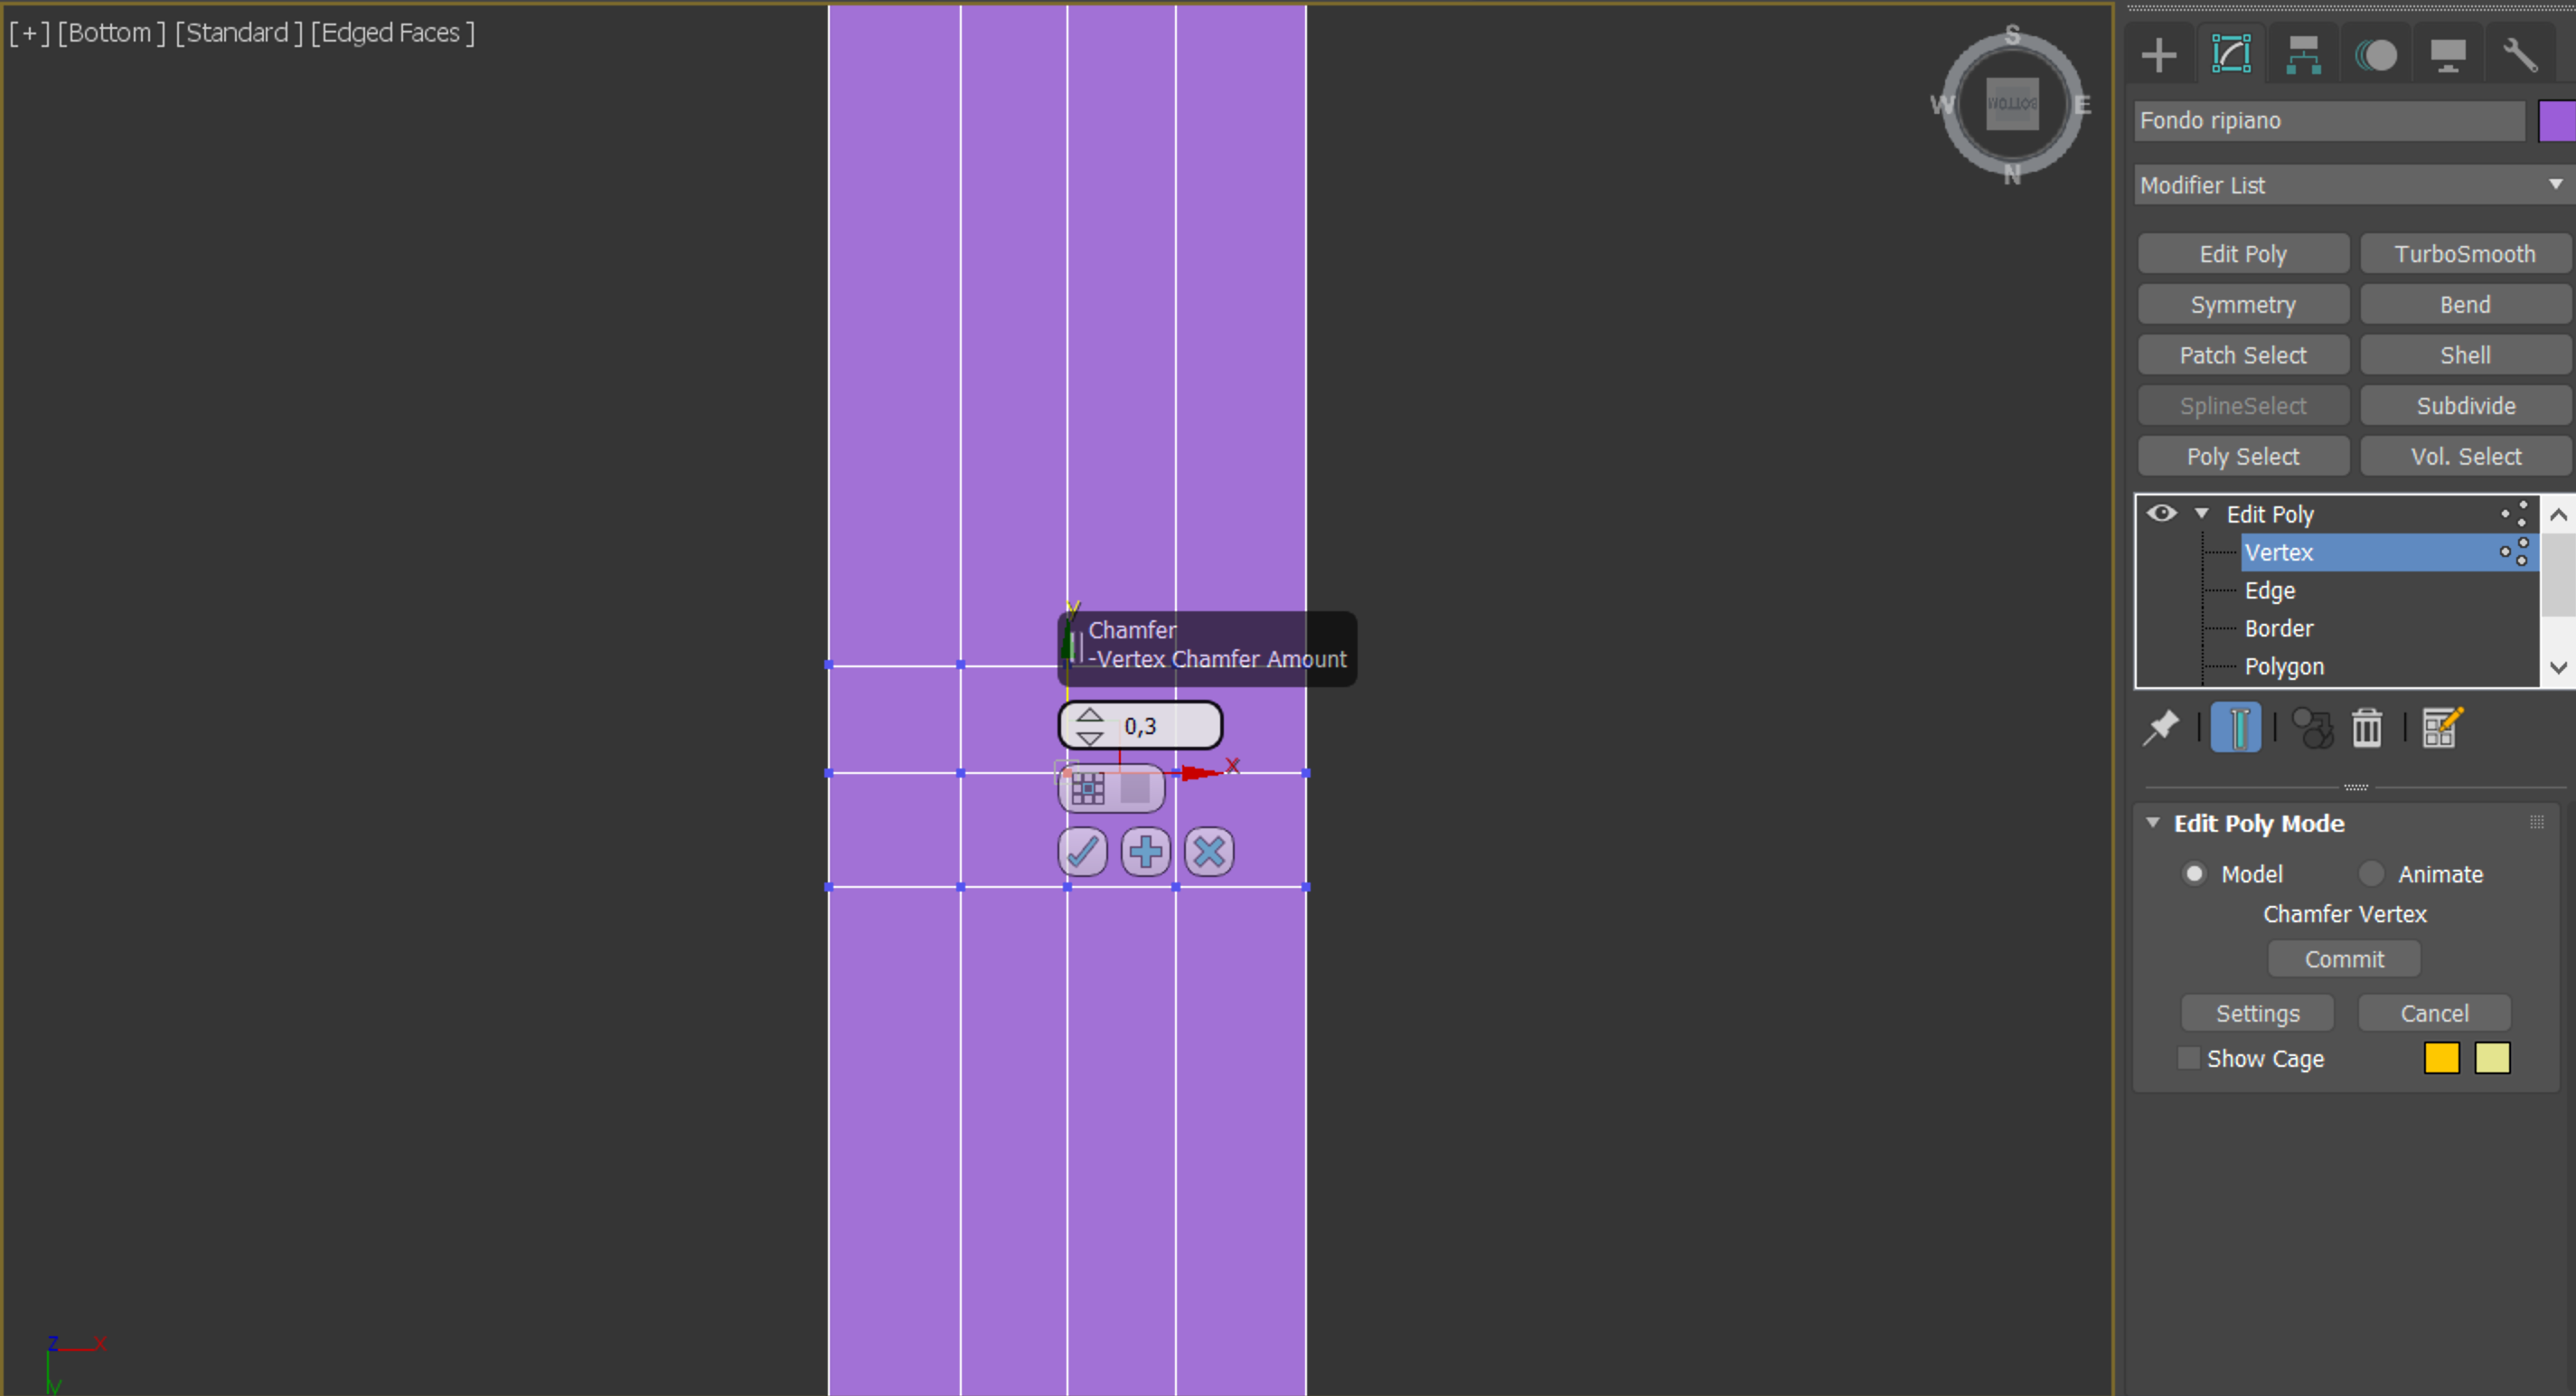 [+] [Bottom ] [Standard ] [Edged Faces ]
S
W
BOTTOM
E
N
Fondo ripiano
Modifier List
Edit Poly
TurboSmooth
Symmetry
Bend
Patch Select
Shell
SplineSelect
Subdivide
Poly Select
Vol. Select
Edit Poly
Vertex
Edge
Border
Polygon
y
Chamfer
-Vertex Chamfer Amount
0,3
x
Edit Poly Mode
Model
Animate
Chamfer Vertex
Commit
Settings
Cancel
Show Cage
z
x
y